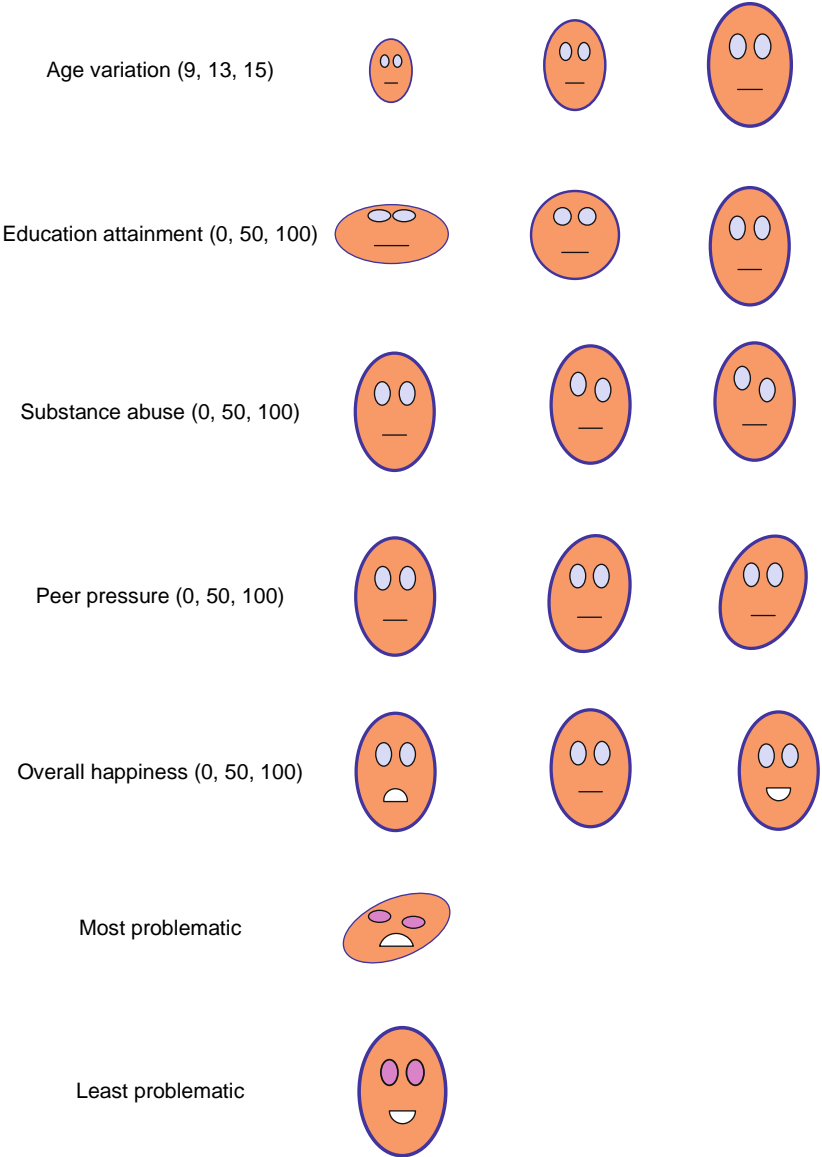 Age variation (9, 13, 15)
Education attainment (0, 50, 100)
Substance abuse (0, 50, 100)
Peer pressure (0, 50, 100)
Overall happiness (0, 50, 100)
Most problematic
Least problematic